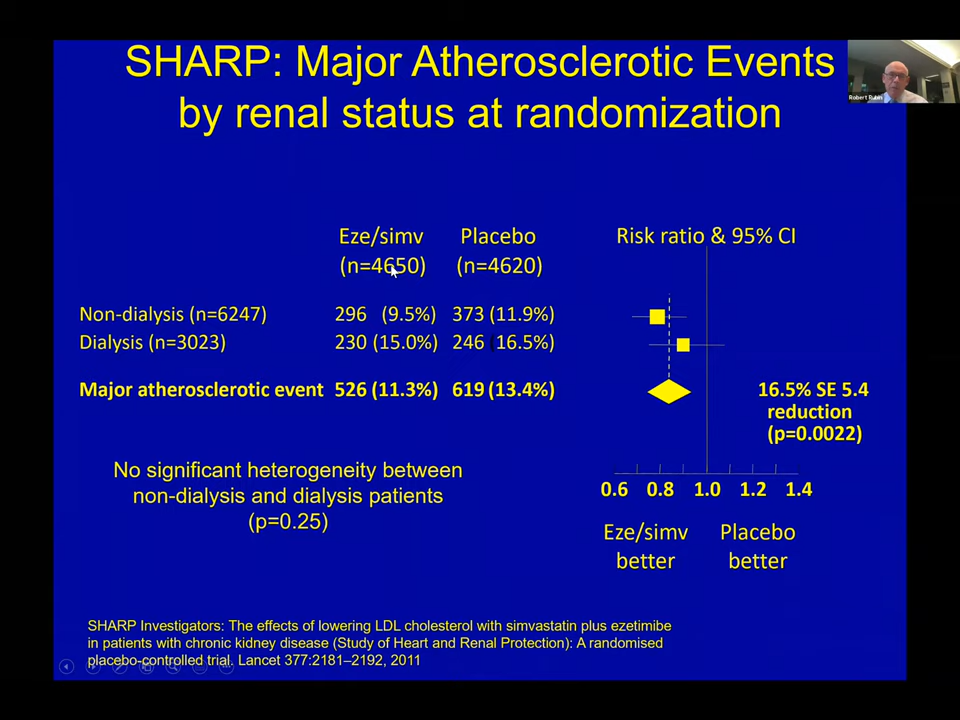 SHARP: Major Atherosclerotic Events
by renal status at randomization
Robert Rubin
Eze/simv Placebo Risk ratio & 95% CI
(n=4650) (n=4620)
Non-dialysis (n=6247) 296 (9.5%) 373 (11.9%)
Dialysis (n=3023) 230 (15.0%) 246 (16.5%)
Major atherosclerotic event 526 (11.3%) 619 (13.4%) 16.5% SE 5.4
reduction
(p=0.0022)
No significant heterogeneity between
non-dialysis and dialysis patients
(p=0.25)
0.6 0.8 1.0 1.2 1.4
Eze/simv Placebo
better better
SHARP Investigators: The effects of lowering LDL cholesterol with simvastatin plus ezetimibe
in patients with chronic kidney disease (Study of Heart and Renal Protection): A randomised
placebo-controlled trial. Lancet 377:2181–2192, 2011